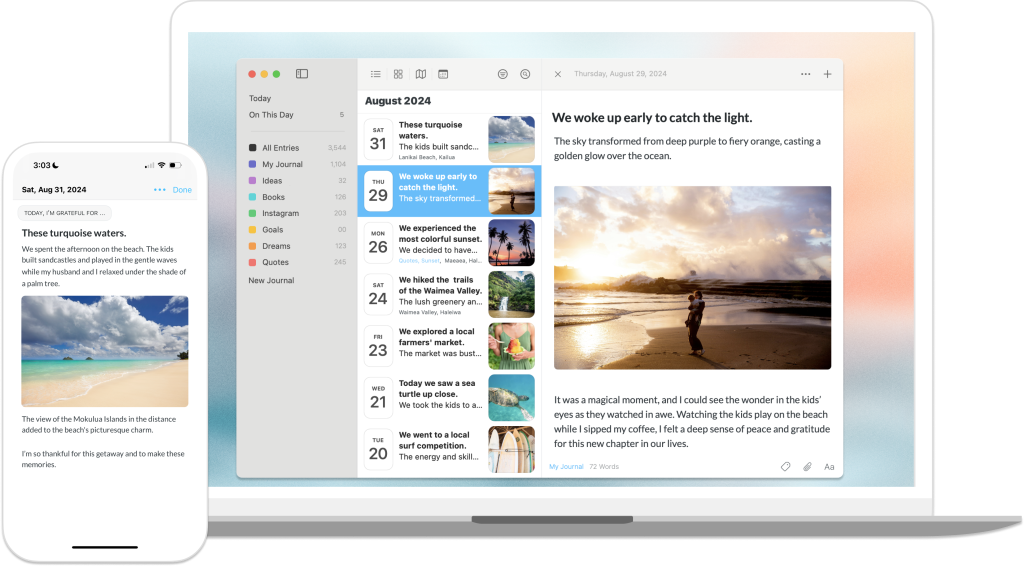 3:03
Sat, Aug 31, 2024
Done
TODAY, I'M GRATEFUL FOR ...
These turquoise waters.
We spent the afternoon on the beach. The kids
built sandcastles and played in the gentle waves
while my husband and I relaxed under the shade of
a palm tree.
The view of the Mokulua Islands in the distance
added to the beach's picturesque charm.
I'm so thankful for this getaway and to make these
memories.
Today
On This Day 5
All Entries 3,544
My Journal 1,104
Ideas 32
Books 126
Instagram 203
Goals 00
Dreams 123
Quotes 245
New Journal
August 2024
SAT
31
These turquoise
waters.
The kids built sandc...
Lanikai Beach, Kailua
THU
29
We woke up early to
catch the light.
The sky transformed...
MON
26
We experienced the
most colorful sunset.
We decided to have...
Quotes, Sunset, Maeaea, Hal...
SAT
24
We hiked the trails
of the Waimea Valley.
The lush greenery an...
Waimea Valley, Haleiwa
FRI
23
We explored a local
farmers' market.
The market was bust...
WED
21
Today we saw a sea
turtle up close.
We took the kids to a...
TUE
20
We went to a local
surf competition.
The energy and skill...
Thursday, August 29, 2024
We woke up early to catch the light.
The sky transformed from deep purple to fiery orange, casting a
golden glow over the ocean.
It was a magical moment, and I could see the wonder in the kids'
eyes as they watched in awe. Watching the kids play on the beach
while I sipped my coffee, I felt a deep sense of peace and gratitude
for this new chapter in our lives.
My Journal 72 Words
Aa